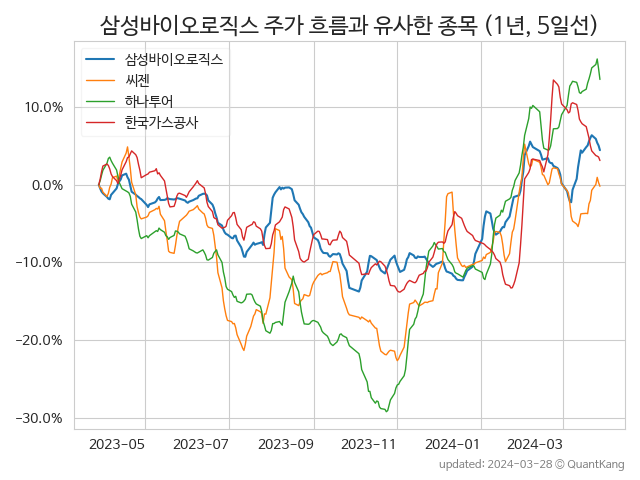 삼성바이오로직스 주가 흐름과 유사한 종목 (1년, 5일선)
삼성바이오로직스
씨젠
하나투어
한국가스공사
10.0%
0.0%
−10.0%
−20.0%
−30.0%
2023−05 2023−07 2023−09 2023−11 2024−01 2024−03
updated: 2024−03−28 © QuantKang